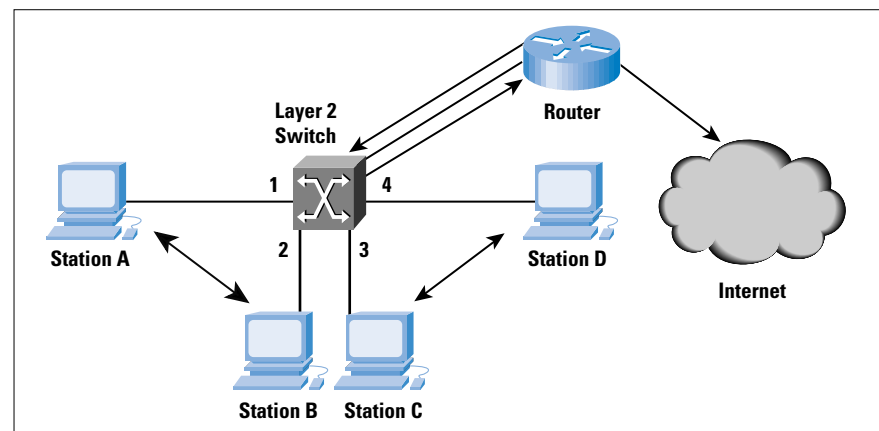 Router
Layer 2
Switch
1
4
2
3
Station A
Station D
Internet
Station B
Station C